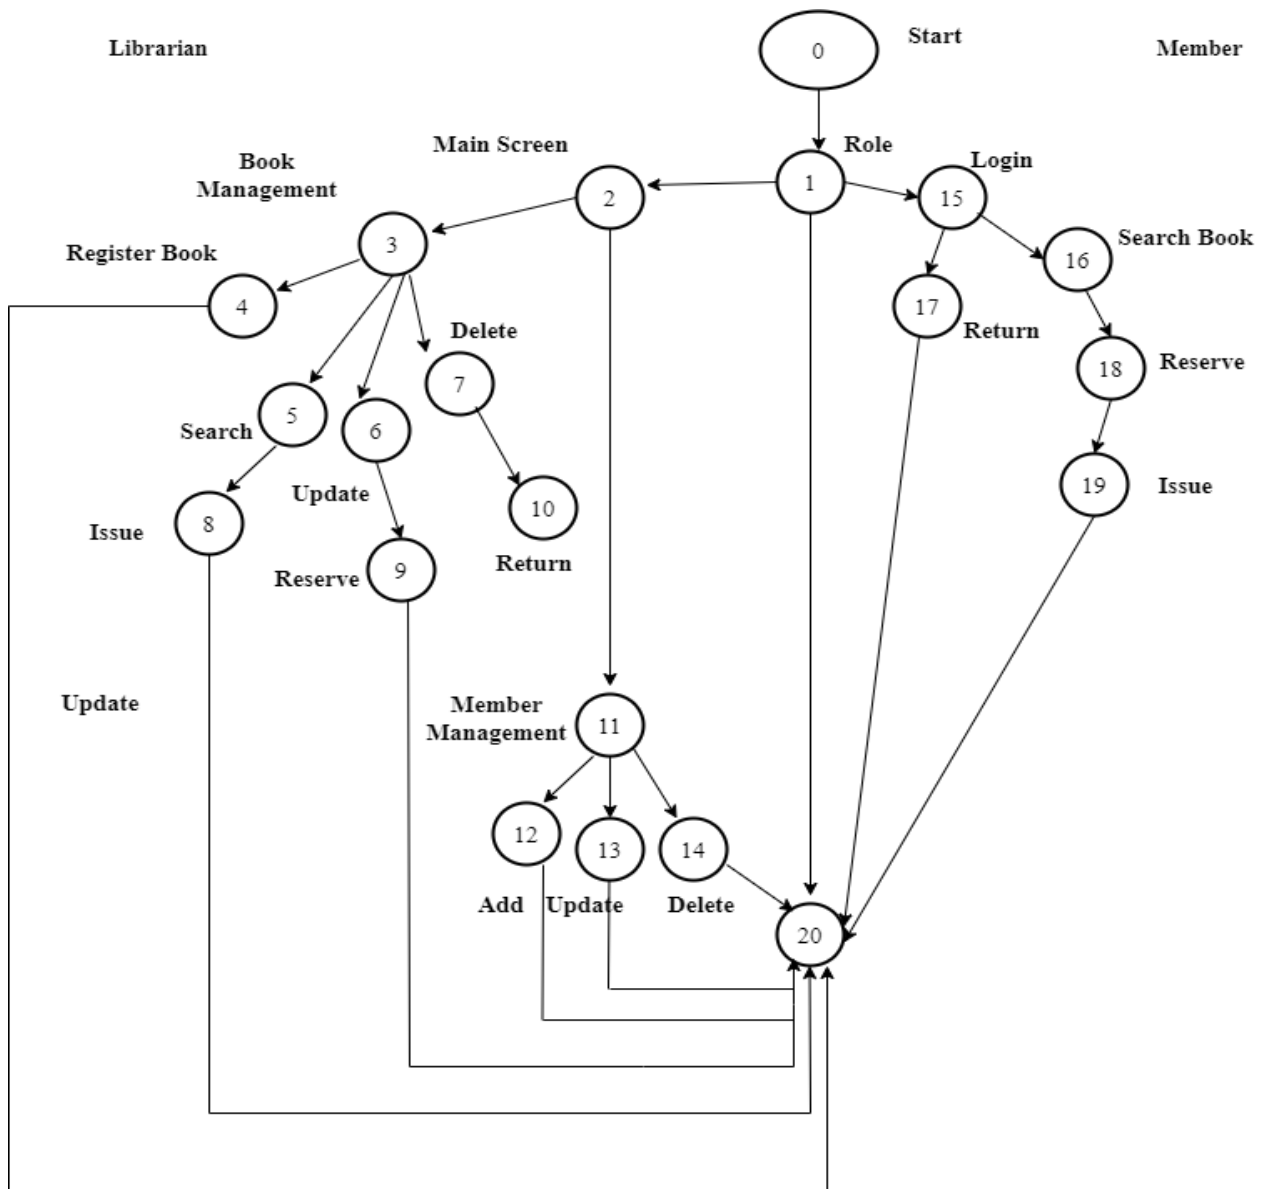 Librarian
0
Start
Member
Main Screen
Role
Book
Management
Login
2
1
15
3
Search Book
16
Register Book
4
17
Return
Delete
7
18
Reserve
5
6
Search
Update
19
Issue
8
10
Issue
Return
9
Reserve
Update
Member
Management
11
12
13
14
Add
Update
Delete
20